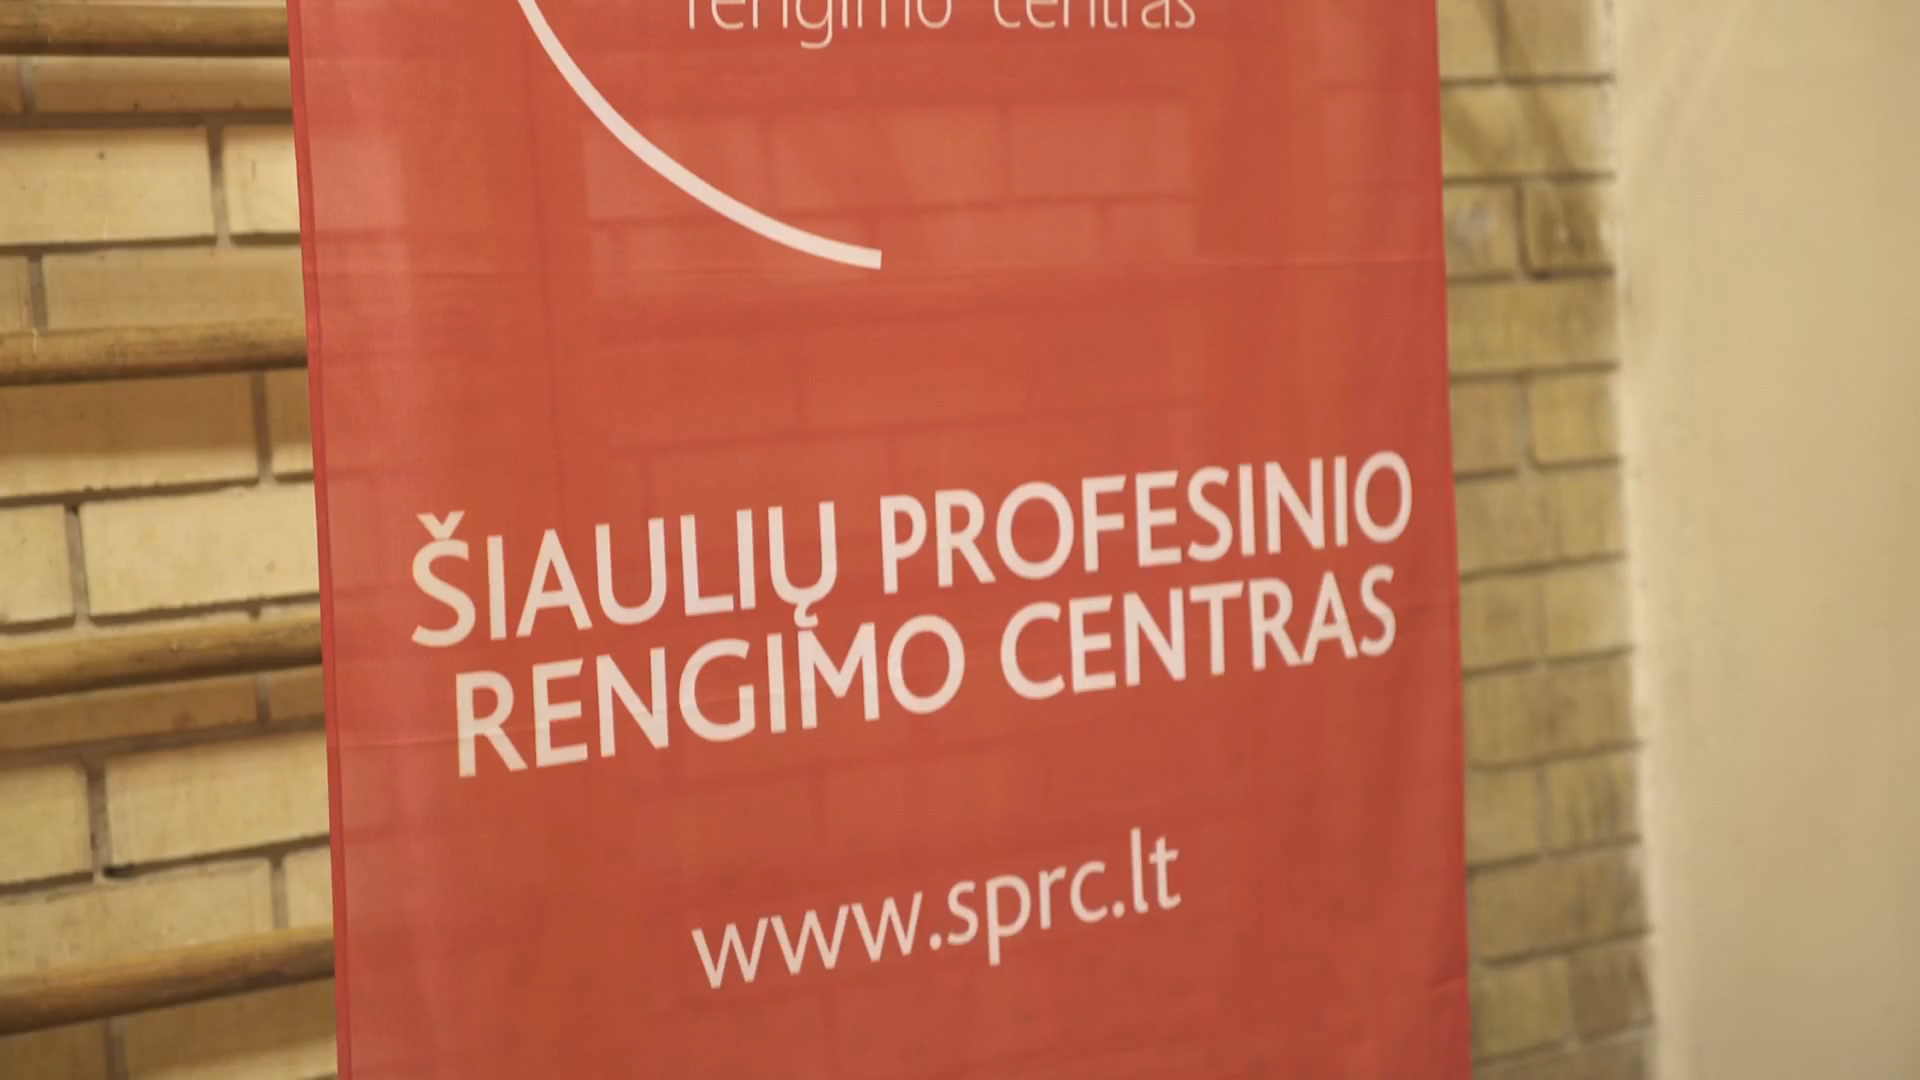 rengimo centras
ŠIAULIŲ PROFESINIO
RENGIMO CENTRAS
www.sprc.lt